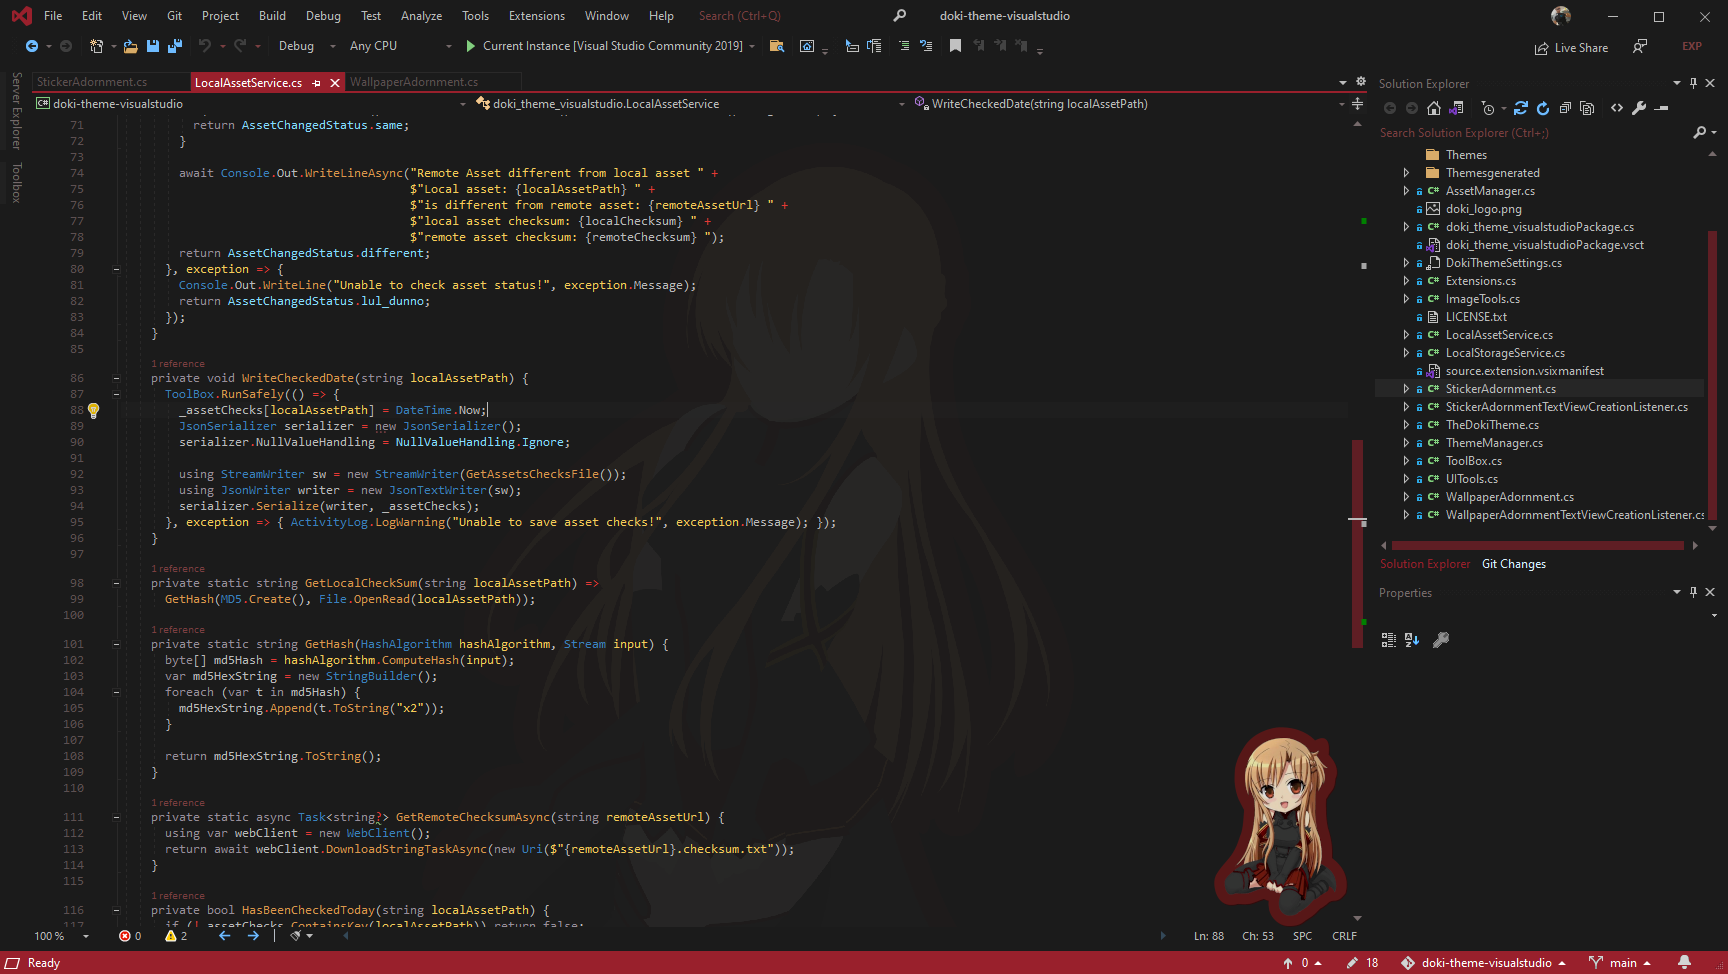 File Edit View Git Project Build Debug Test Analyze Tools Extensions Window Help Search (Ctrl+Q) doki-theme-visualstudio
Debug Any CPU Current Instance [Visual Studio Community 2019] Live Share EXP
Server Explorer
Toolbox
StickerAdornment.cs LocalAssetService.cs WallpaperAdornment.cs
doki-theme-visualstudio doki_theme_visualstudio.LocalAssetService WriteCheckedDate(string localAssetPath)
71 return AssetChangedStatus.same;
72 }
73
74 await Console.Out.WriteLineAsync("Remote Asset different from local asset " +
75 $"Local asset: {localAssetPath} " +
76 $"is different from remote asset: {remoteAssetUrl} " +
77 $"local asset checksum: {localChecksum} " +
78 $"remote asset checksum: {remoteChecksum} ");
79 return AssetChangedStatus.different;
80 }, exception => {
81 Console.Out.WriteLine("Unable to check asset status!", exception.Message);
82 return AssetChangedStatus.lul_dunno;
83 });
84 }
85
1 reference
86 private void WriteCheckedDate(string localAssetPath) {
87 ToolBox.RunSafely(() => {
88 _assetChecks[localAssetPath] = DateTime.Now;
89 JsonSerializer serializer = new JsonSerializer();
90 serializer.NullValueHandling = NullValueHandling.Ignore;
91
92 using StreamWriter sw = new StreamWriter(GetAssetsChecksFile());
93 using JsonWriter writer = new JsonTextWriter(sw);
94 serializer.Serialize(writer, _assetChecks);
95 }, exception => { ActivityLog.LogWarning("Unable to save asset checks!", exception.Message); });
96 }
97
1 reference
98 private static string GetLocalCheckSum(string localAssetPath) =>
99 GetHash(MD5.Create(), File.OpenRead(localAssetPath));
100
1 reference
101 private static string GetHash(HashAlgorithm hashAlgorithm, Stream input) {
102 byte[] md5Hash = hashAlgorithm.ComputeHash(input);
103 var md5HexString = new StringBuilder();
104 foreach (var t in md5Hash) {
105 md5HexString.Append(t.ToString("x2"));
106 }
107
108 return md5HexString.ToString();
109 }
110
1 reference
111 private static async Task<string?> GetRemoteChecksumAsync(string remoteAssetUrl) {
112 using var webClient = new WebClient();
113 return await webClient.DownloadStringTaskAsync(new Uri($"{remoteAssetUrl}.checksum.txt"));
114 }
115
1 reference
116 private bool HasBeenCheckedToday(string localAssetPath) {
117 if (!_assetChecks.ContainsKey(localAssetPath)) return false;
100 % 0 2 Ln: 88 Ch: 53 SPC CRLF
Solution Explorer
Search Solution Explorer (Ctrl+;)
Themes
Themesgenerated
AssetManager.cs
doki_logo.png
doki_theme_visualstudioPackage.cs
doki_theme_visualstudioPackage.vsct
DokiThemeSettings.cs
Extensions.cs
ImageTools.cs
LICENSE.txt
LocalAssetService.cs
LocalStorageService.cs
source.extension.vsixmanifest
StickerAdornment.cs
StickerAdornmentTextViewCreationListener.cs
TheDokiTheme.cs
ThemeManager.cs
ToolBox.cs
UITools.cs
WallpaperAdornment.cs
WallpaperAdornmentTextViewCreationListener.cs
Solution Explorer Git Changes
Properties
Ready 0 18 doki-theme-visualstudio main